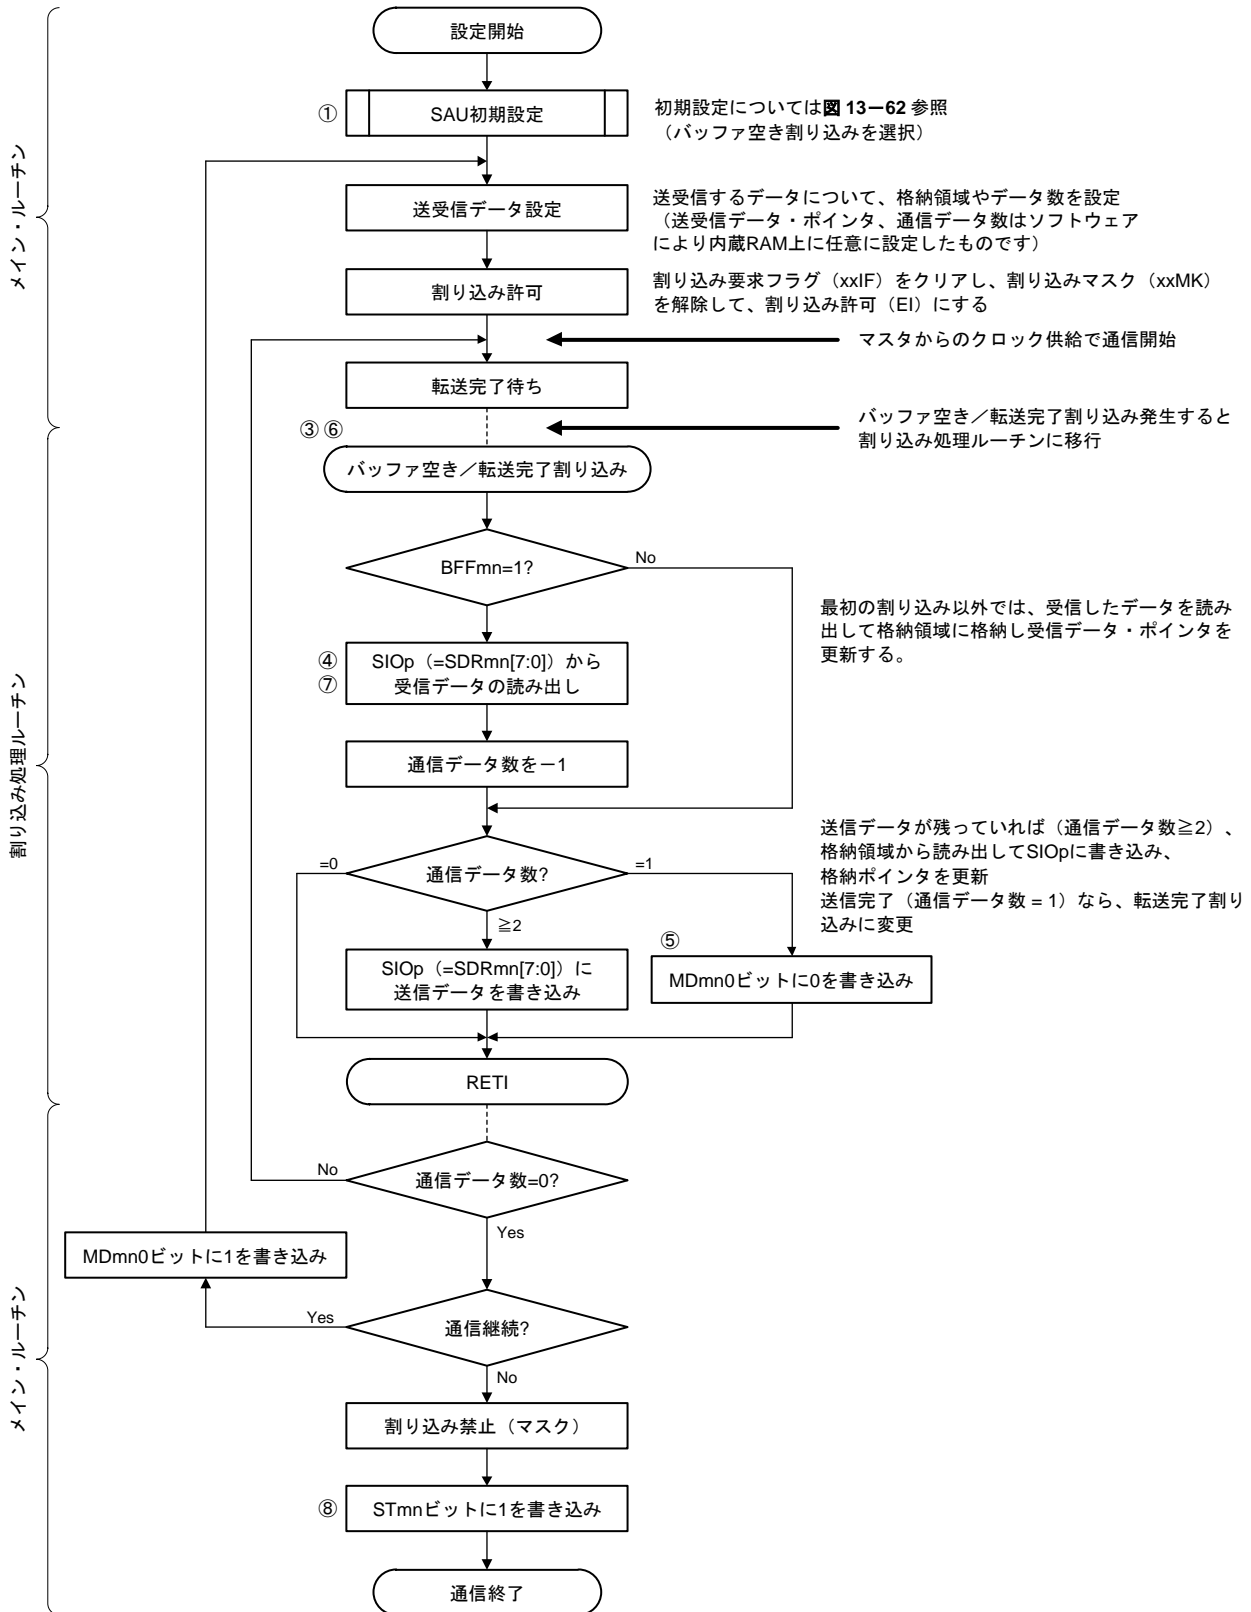 設定開始
①
SAU初期設定
初期設定については図 13－62 参照
（バッファ空き割り込みを選択）
メイン・ルーチン
送受信データ設定
送受信するデータについて、格納領域やデータ数を設定
（送受信データ・ポインタ、通信データ数はソフトウェア
により内蔵RAM上に任意に設定したものです）
割り込み許可
割り込み要求フラグ（xxIF）をクリアし、割り込みマスク（xxMK）
を解除して、割り込み許可（EI）にする
マスタからのクロック供給で通信開始
転送完了待ち
③ ⑥
バッファ空き／転送完了割り込み発生すると
割り込み処理ルーチンに移行
バッファ空き／転送完了割り込み
BFFmn=1?
No
最初の割り込み以外では、受信したデータを読み
出して格納領域に格納し受信データ・ポインタを
更新する。
④
⑦
SIOp（=SDRmn[7:0]）から
受信データの読み出し
割り込み処理ルーチン
通信データ数を－1
送信データが残っていれば（通信データ数≧2）、
格納領域から読み出してSIOpに書き込み、
格納ポインタを更新
送信完了（通信データ数 = 1）なら、転送完了割り
込みに変更
=0
通信データ数?
=1
≧2
⑤
SIOp（=SDRmn[7:0]）に
送信データを書き込み
MDmn0ビットに0を書き込み
RETI
No
通信データ数=0?
Yes
MDmn0ビットに1を書き込み
メイン・ルーチン
Yes
通信継続?
No
割り込み禁止（マスク）
⑧
STmnビットに1を書き込み
通信終了